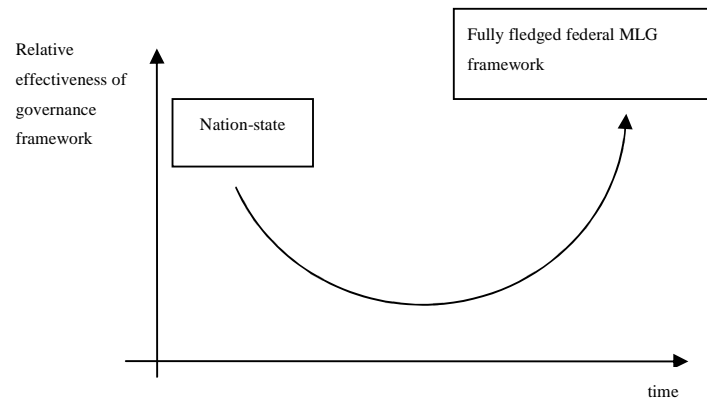 Relative
effectiveness of
governance
framework
Nation-state
Fully fledged federal MLG
framework
time